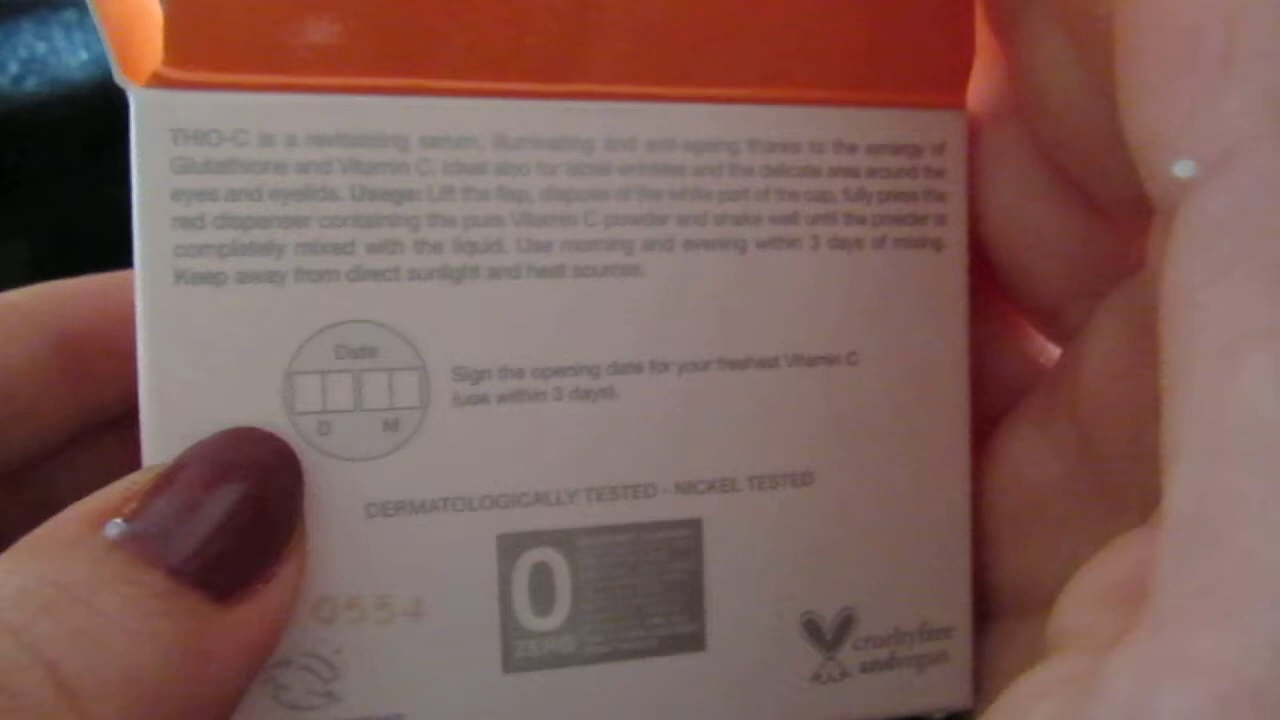 THIO-C is a revitalising serum, illuminating and anti-ageing thanks to the synergy of
Glutathione and Vitamin C. Ideal also for facial wrinkles and the delicate area around the
eyes and eyelids. Usage: Lift the flap, dispose of the white part of the cap, fully press the
red dispenser containing the pure Vitamin C powder and shake well until the powder is
completely mixed with the liquid. Use morning and evening within 3 days of mixing.
Keep away from direct sunlight and heat sources.
Date
D M
Sign the opening date for your freshest Vitamin C
(use within 3 days).
DERMATOLOGICALLY TESTED - NICKEL TESTED
0
ZERO
0554
crueltyfree
andvegan